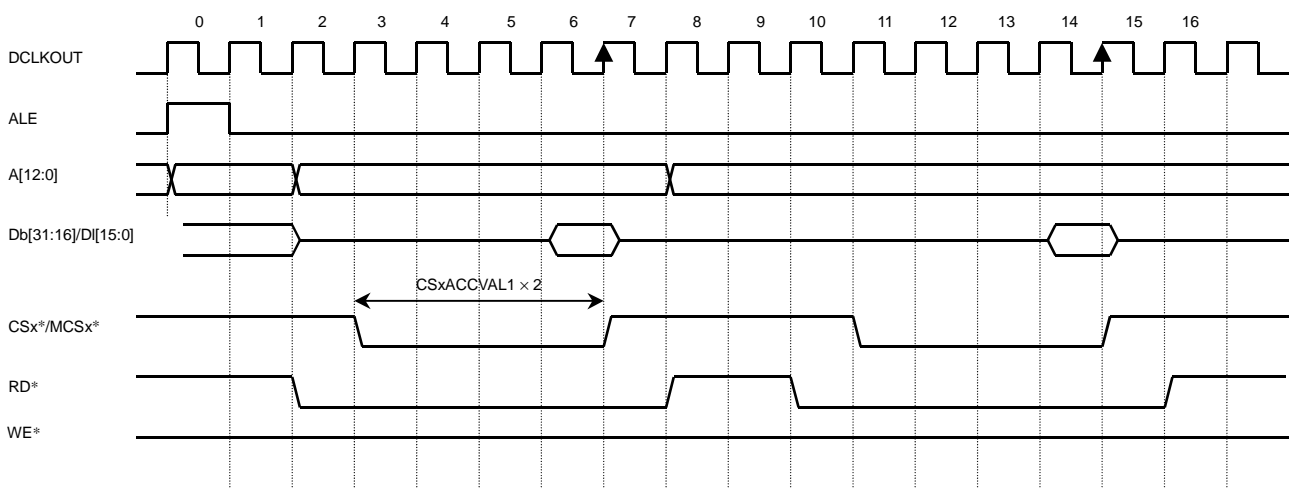 0 1 2 3 4 5 6 7 8 9 10 11 12 13 14 15 16
DCLKOUT
ALE
A[12:0]
Db[31:16]/Dl[15:0]
CSxACCVAL1 × 2
CSx*/MCSx*
RD*
WE*